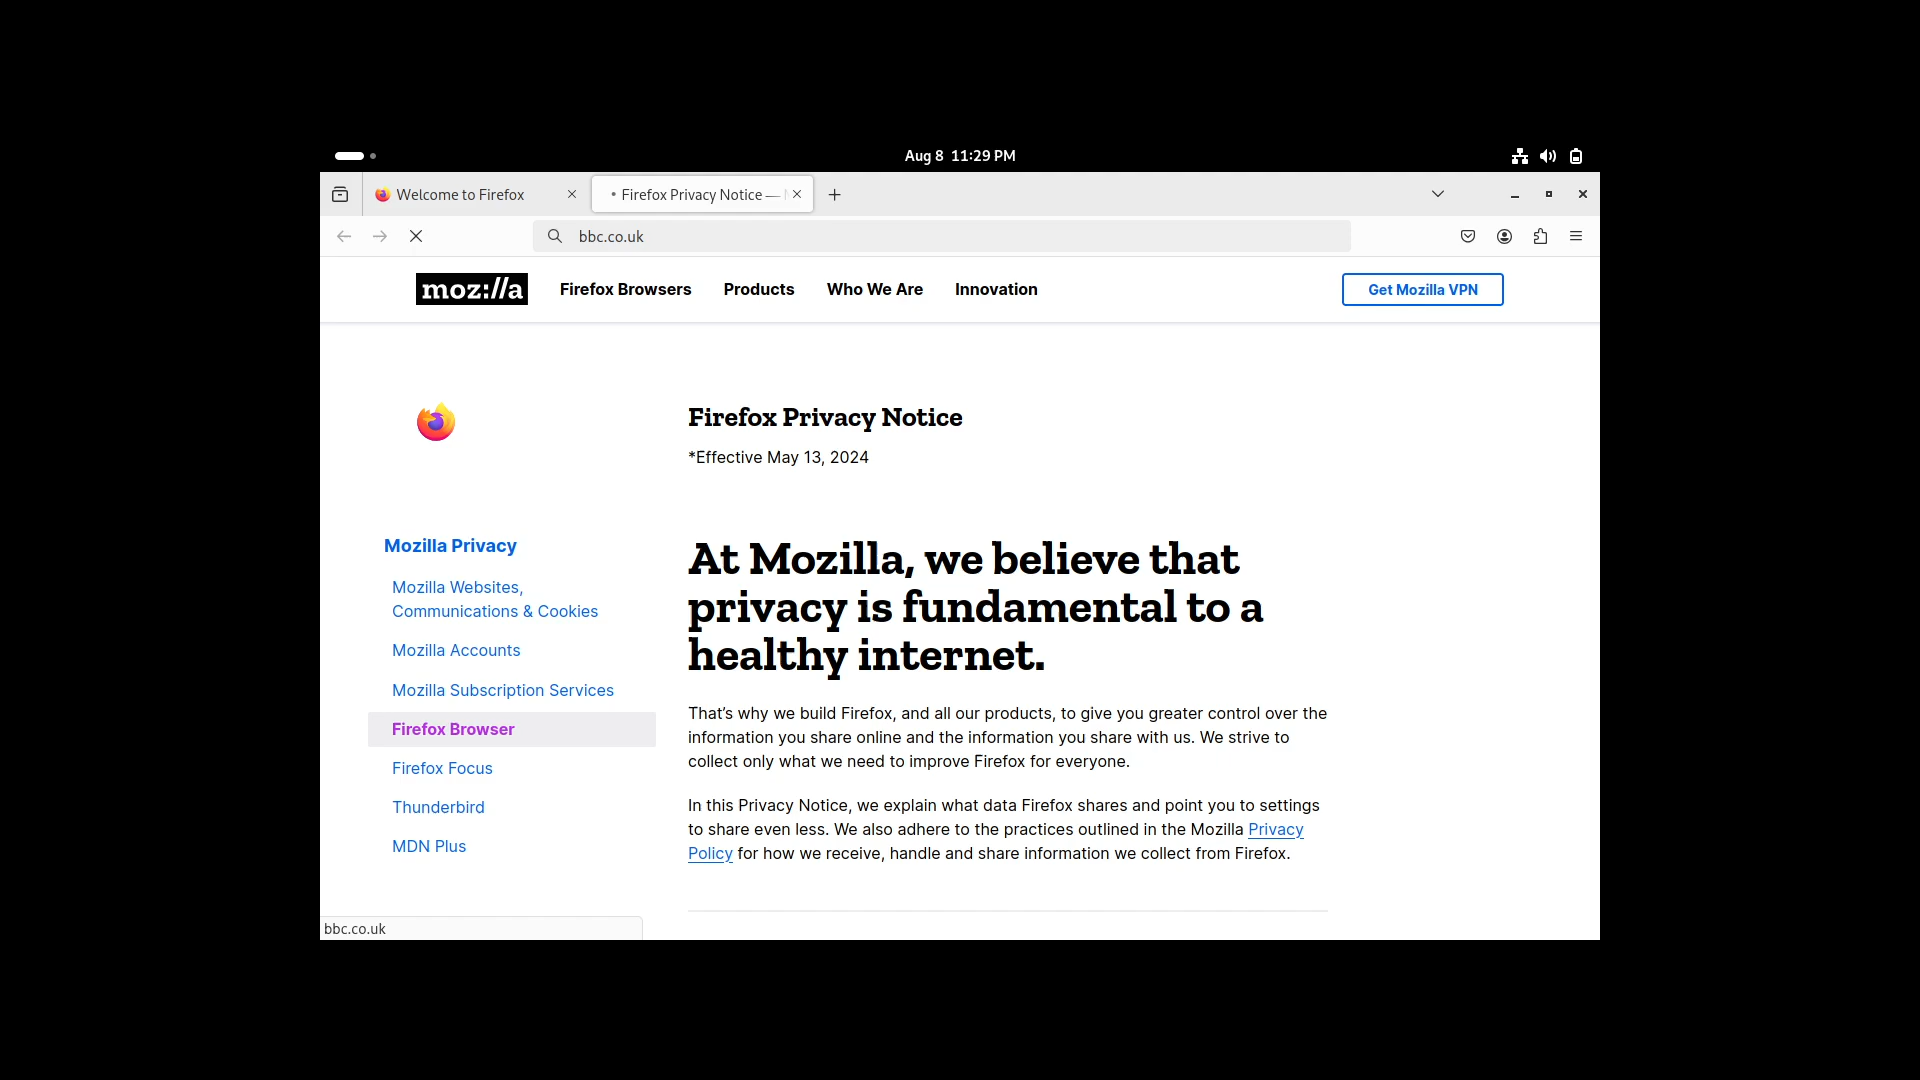 Aug 8 11:29 PM
Welcome to Firefox
Firefox Privacy Notice —
bbc.co.uk
moz://a
Firefox Browsers
Products
Who We Are
Innovation
Get Mozilla VPN
Firefox Privacy Notice
*Effective May 13, 2024
Mozilla Privacy
Mozilla Websites,
Communications & Cookies
Mozilla Accounts
Mozilla Subscription Services
Firefox Browser
Firefox Focus
Thunderbird
MDN Plus
At Mozilla, we believe that
privacy is fundamental to a
healthy internet.
That’s why we build Firefox, and all our products, to give you greater control over the
information you share online and the information you share with us. We strive to
collect only what we need to improve Firefox for everyone.
In this Privacy Notice, we explain what data Firefox shares and point you to settings
to share even less. We also adhere to the practices outlined in the Mozilla Privacy
Policy for how we receive, handle and share information we collect from Firefox.
bbc.co.uk